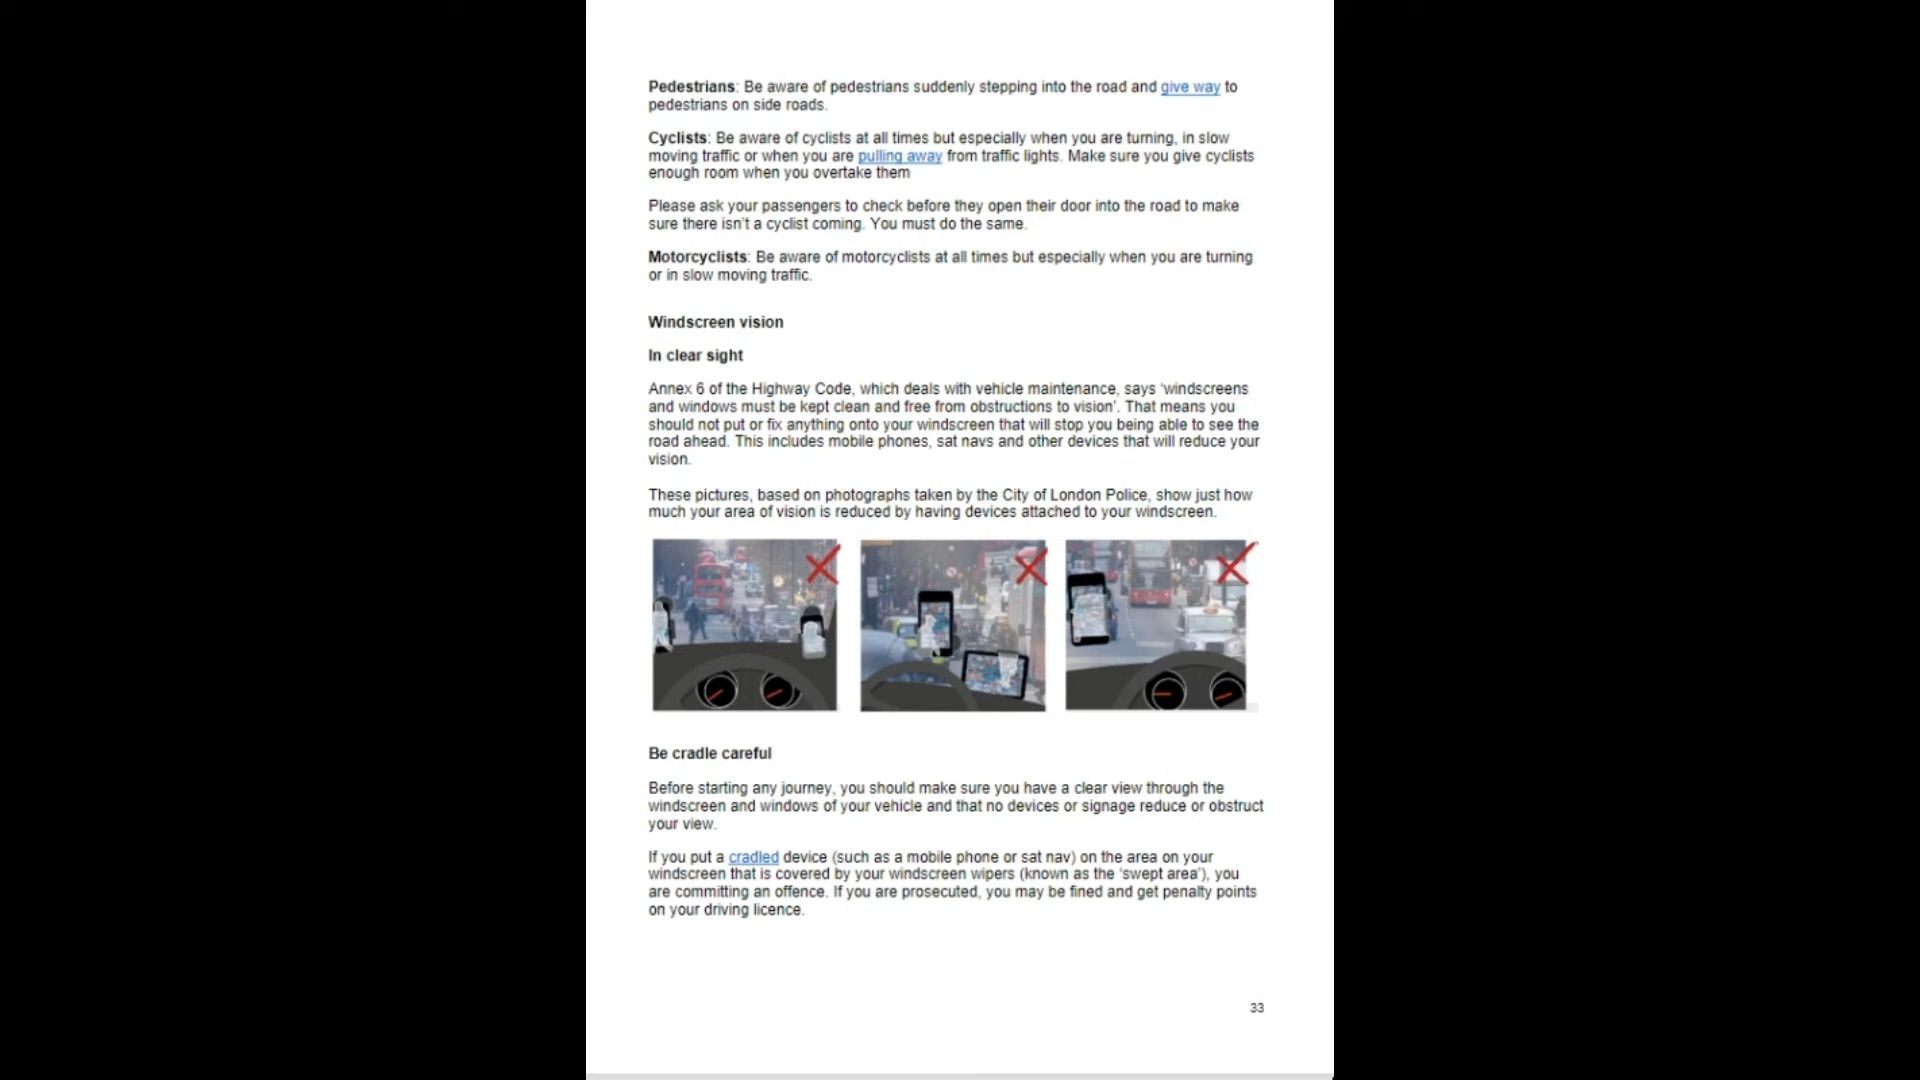 Pedestrians: Be aware of pedestrians suddenly stepping into the road and give way to
pedestrians on side roads.
Cyclists: Be aware of cyclists at all times but especially when you are turning, in slow
moving traffic or when you are pulling away from traffic lights. Make sure you give cyclists
enough room when you overtake them
Please ask your passengers to check before they open their door into the road to make
sure there isn't a cyclist coming. You must do the same.
Motorcyclists: Be aware of motorcyclists at all times but especially when you are turning
or in slow moving traffic.
Windscreen vision
In clear sight
Annex 6 of the Highway Code, which deals with vehicle maintenance, says 'windscreens
and windows must be kept clean and free from obstructions to vision'. That means you
should not put or fix anything onto your windscreen that will stop you being able to see the
road ahead. This includes mobile phones, sat navs and other devices that will reduce your
vision.
These pictures, based on photographs taken by the City of London Police, show just how
much your area of vision is reduced by having devices attached to your windscreen.
Be cradle careful
Before starting any journey, you should make sure you have a clear view through the
windscreen and windows of your vehicle and that no devices or signage reduce or obstruct
your view.
If you put a cradled device (such as a mobile phone or sat nav) on the area on your
windscreen that is covered by your windscreen wipers (known as the 'swept area'), you
are committing an offence. If you are prosecuted, you may be fined and get penalty points
on your driving licence.
33